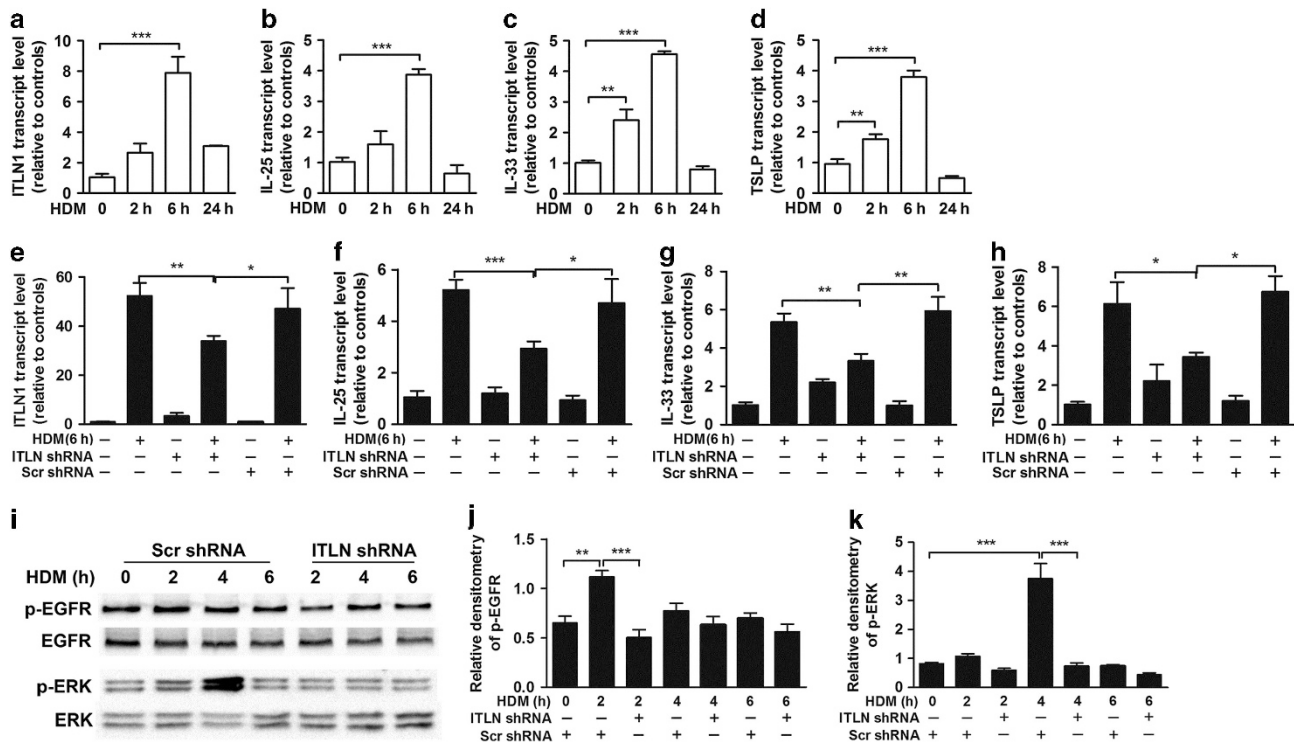 a
ITLN1 transcript level
(relative to controls)
10
8
6
4
2
0
***
HDM 0 2 h 6 h 24 h
b
IL-25 transcript level
(relative to controls)
5
4
3
2
1
0
***
HDM 0 2 h 6 h 24 h
c
IL-33 transcript level
(relative to controls)
5
4
3
2
1
0
***
**
HDM 0 2 h 6 h 24 h
d
TSLP transcript level
(relative to controls)
5
4
3
2
1
0
***
**
HDM 0 2 h 6 h 24 h
e
ITLN1 transcript level
(relative to controls)
60
40
20
0
** *
HDM(6 h) – + – + – +
ITLN shRNA – – + + – –
Scr shRNA – – – – + +
f
IL-25 transcript level
(relative to controls)
6
4
2
0
*** *
HDM(6 h) – + – + – +
ITLN shRNA – – + + – –
Scr shRNA – – – – + +
g
IL-33 transcript level
(relative to controls)
8
6
4
2
0
** **
HDM(6 h) – + – + – +
ITLN shRNA – – + + – –
Scr shRNA – – – – + +
h
TSLP transcript level
(relative to controls)
8
6
4
2
0
* *
HDM(6 h) – + – + – +
ITLN shRNA – – + + – –
Scr shRNA – – – – + +
i
Scr shRNA ITLN shRNA
HDM (h) 0 2 4 6 2 4 6
p-EGFR
EGFR
p-ERK
ERK
j
Relative densitometry
of p-EGFR
1.5
1.0
0.5
0.0
** ***
HDM (h) 0 2 2 4 4 6 6
ITLN shRNA – – + – + – +
Scr shRNA + + – + – + –
k
Relative densitometry
of p-ERK
5
4
3
2
1
0
*** ***
HDM (h) 0 2 2 4 4 6 6
ITLN shRNA – – + – + – +
Scr shRNA + + – + – + –